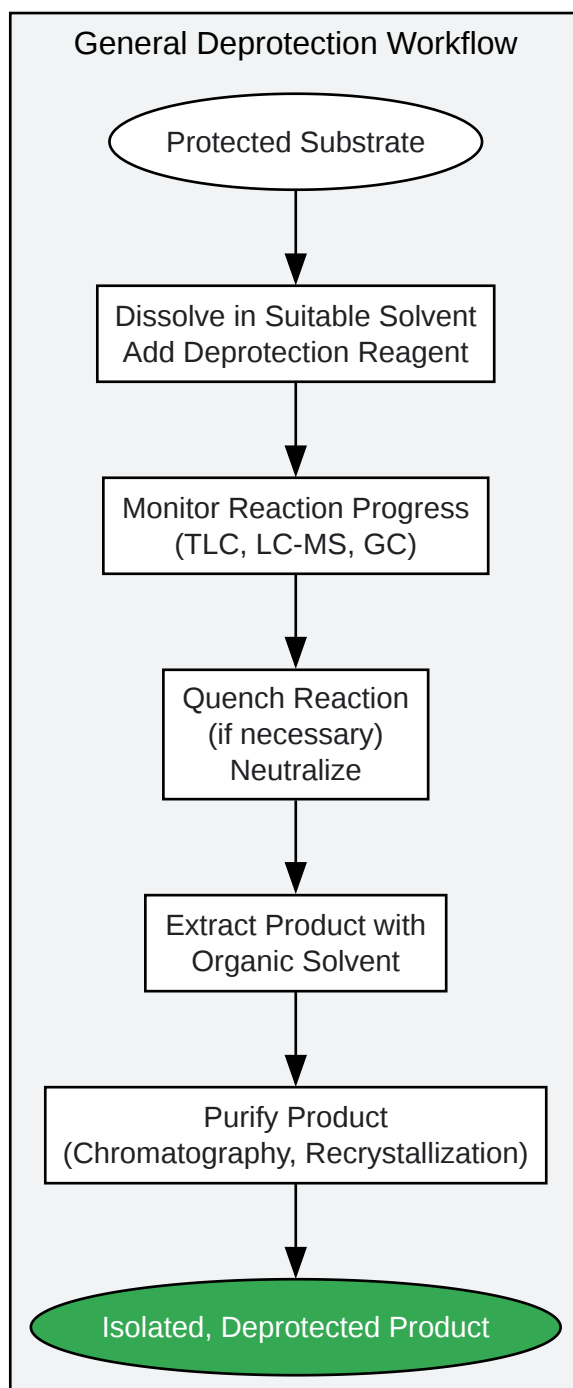 General Deprotection Workflow
Protected Substrate
Dissolve in Suitable Solvent
Add Deprotection Reagent
Monitor Reaction Progress
(TLC, LC-MS, GC)
Quench Reaction
(if necessary)
Neutralize
Extract Product with
Organic Solvent
Purify Product
(Chromatography, Recrystallization)
Isolated, Deprotected Product